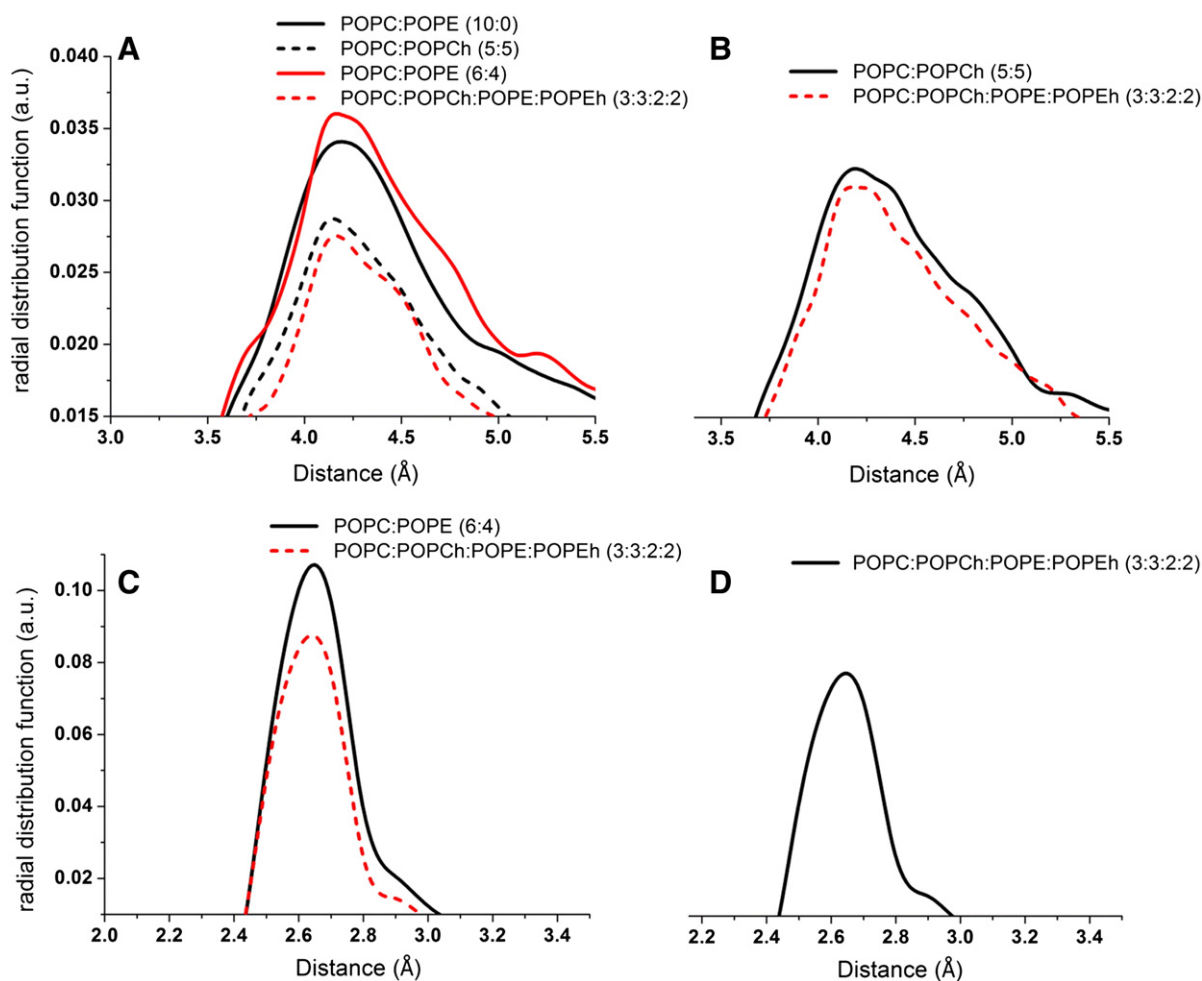 A
POPC:POPE (10:0)
POPC:POPCh (5:5)
POPC:POPE (6:4)
POPC:POPCh:POPE:POPEh (3:3:2:2)
radial distribution function (a.u.)
0.040
0.035
0.030
0.025
0.020
0.015
3.0 3.5 4.0 4.5 5.0 5.5
Distance (Å)
B
POPC:POPCh (5:5)
POPC:POPCh:POPE:POPEh (3:3:2:2)
3.5 4.0 4.5 5.0 5.5
Distance (Å)
C
POPC:POPE (6:4)
POPC:POPCh:POPE:POPEh (3:3:2:2)
radial distribution function (a.u.)
0.10
0.08
0.06
0.04
0.02
2.0 2.2 2.4 2.6 2.8 3.0 3.2 3.4
Distance (Å)
D
POPC:POPCh:POPE:POPEh (3:3:2:2)
2.2 2.4 2.6 2.8 3.0 3.2 3.4
Distance (Å)